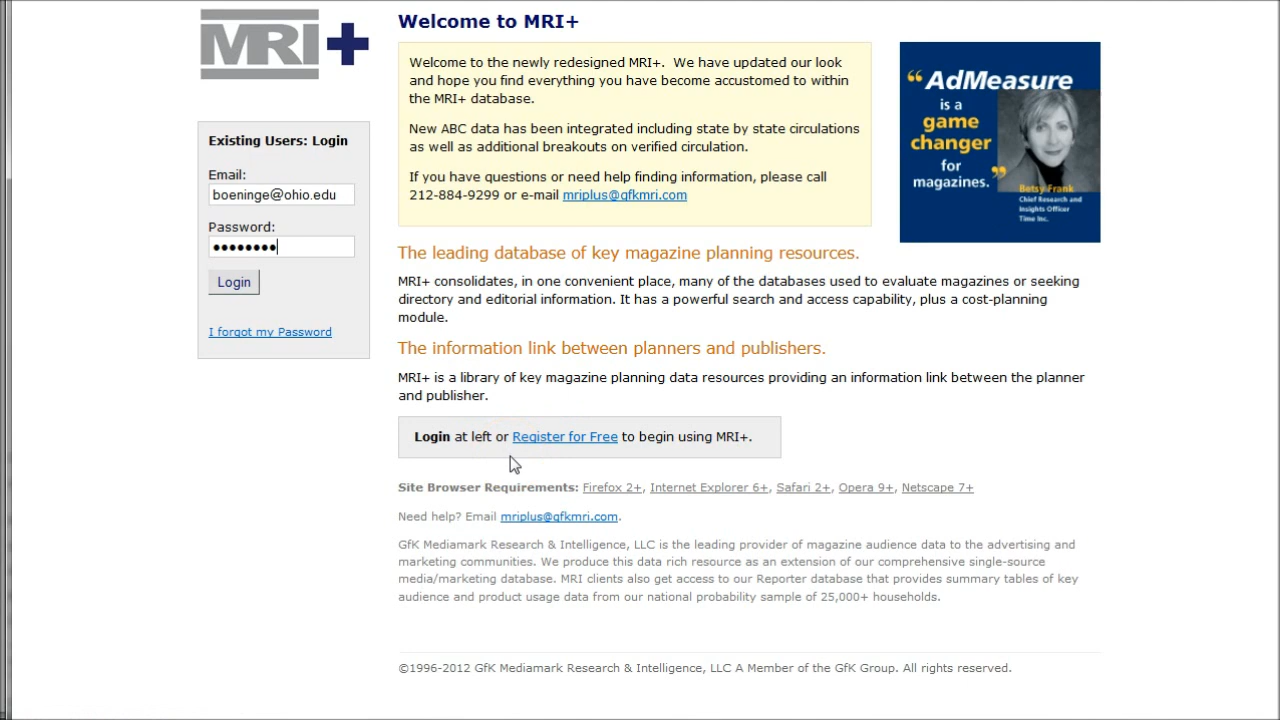 MRI+
Existing Users: Login
Email:
boeninge@ohio.edu
Password:
••••••••
Login
I forgot my Password
Welcome to MRI+
Welcome to the newly redesigned MRI+. We have updated our look
and hope you find everything you have become accustomed to within
the MRI+ database.
New ABC data has been integrated including state by state circulations
as well as additional breakouts on verified circulation.
If you have questions or need help finding information, please call
212-884-9299 or e-mail mriplus@gfkmri.com
“AdMeasure
is a
game
changer
for
magazines.”
Betsy Frank
Chief Research and
Insights Officer
Time Inc.
The leading database of key magazine planning resources.
MRI+ consolidates, in one convenient place, many of the databases used to evaluate magazines or seeking
directory and editorial information. It has a powerful search and access capability, plus a cost-planning
module.
The information link between planners and publishers.
MRI+ is a library of key magazine planning data resources providing an information link between the planner
and publisher.
Login at left or Register for Free to begin using MRI+.
Site Browser Requirements: Firefox 2+, Internet Explorer 6+, Safari 2+, Opera 9+, Netscape 7+
Need help? Email mriplus@gfkmri.com.
GfK Mediamark Research & Intelligence, LLC is the leading provider of magazine audience data to the advertising and
marketing communities. We produce this data rich resource as an extension of our comprehensive single-source
media/marketing database. MRI clients also get access to our Reporter database that provides summary tables of key
audience and product usage data from our national probability sample of 25,000+ households.
©1996-2012 GfK Mediamark Research & Intelligence, LLC A Member of the GfK Group. All rights reserved.